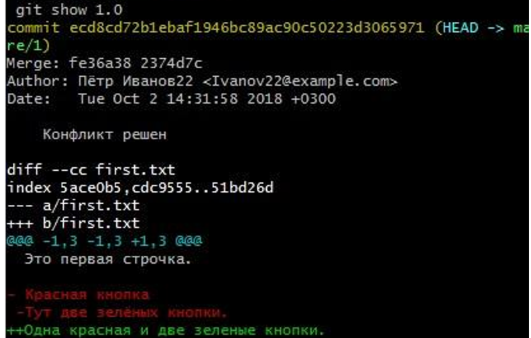 git show 1.0
commit ecd8cd72b1ebaf1946bc89ac90c50223d3065971 (HEAD -> ma
re/1)
Merge: fe36a38 2374d7c
Author: Пётр Иванов22 <Ivanov22@example.com>
Date:   Tue Oct 2 14:31:58 2018 +0300
Конфликт решен
diff --cc first.txt
index 5ace0b5,cdc9555..51bd26d
--- a/first.txt
+++ b/first.txt
@@@ -1,3 -1,3 +1,3 @@@
Это первая строчка.
- Красная кнопка
-Тут две зелёных кнопки.
++Одна красная и две зеленые кнопки.